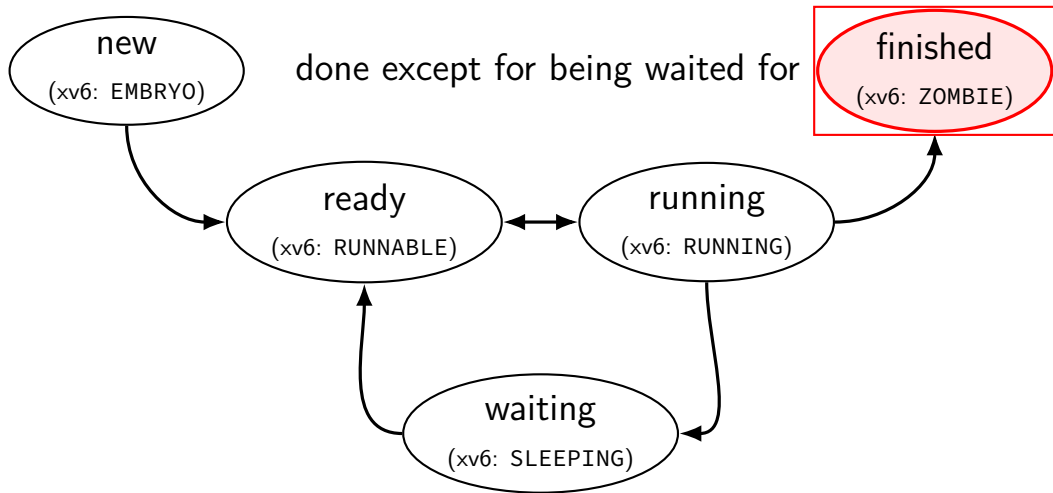 new
(xv6: EMBRYO)
done except for being waited for
finished
(xv6: ZOMBIE)
ready
(xv6: RUNNABLE)
running
(xv6: RUNNING)
waiting
(xv6: SLEEPING)